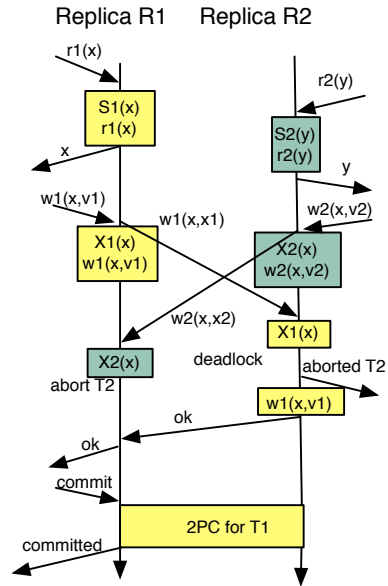 Replica R1
Replica R2
r1(x)
r2(y)
S1(x)
r1(x)
S2(y)
r2(y)
x
y
w1(x,v1)
w1(x,x1)
w2(x,v2)
X1(x)
w1(x,v1)
X2(x)
w2(x,v2)
w2(x,x2)
X1(x)
X2(x)
deadlock
aborted T2
abort T2
w1(x,v1)
ok
ok
commit
2PC for T1
committed